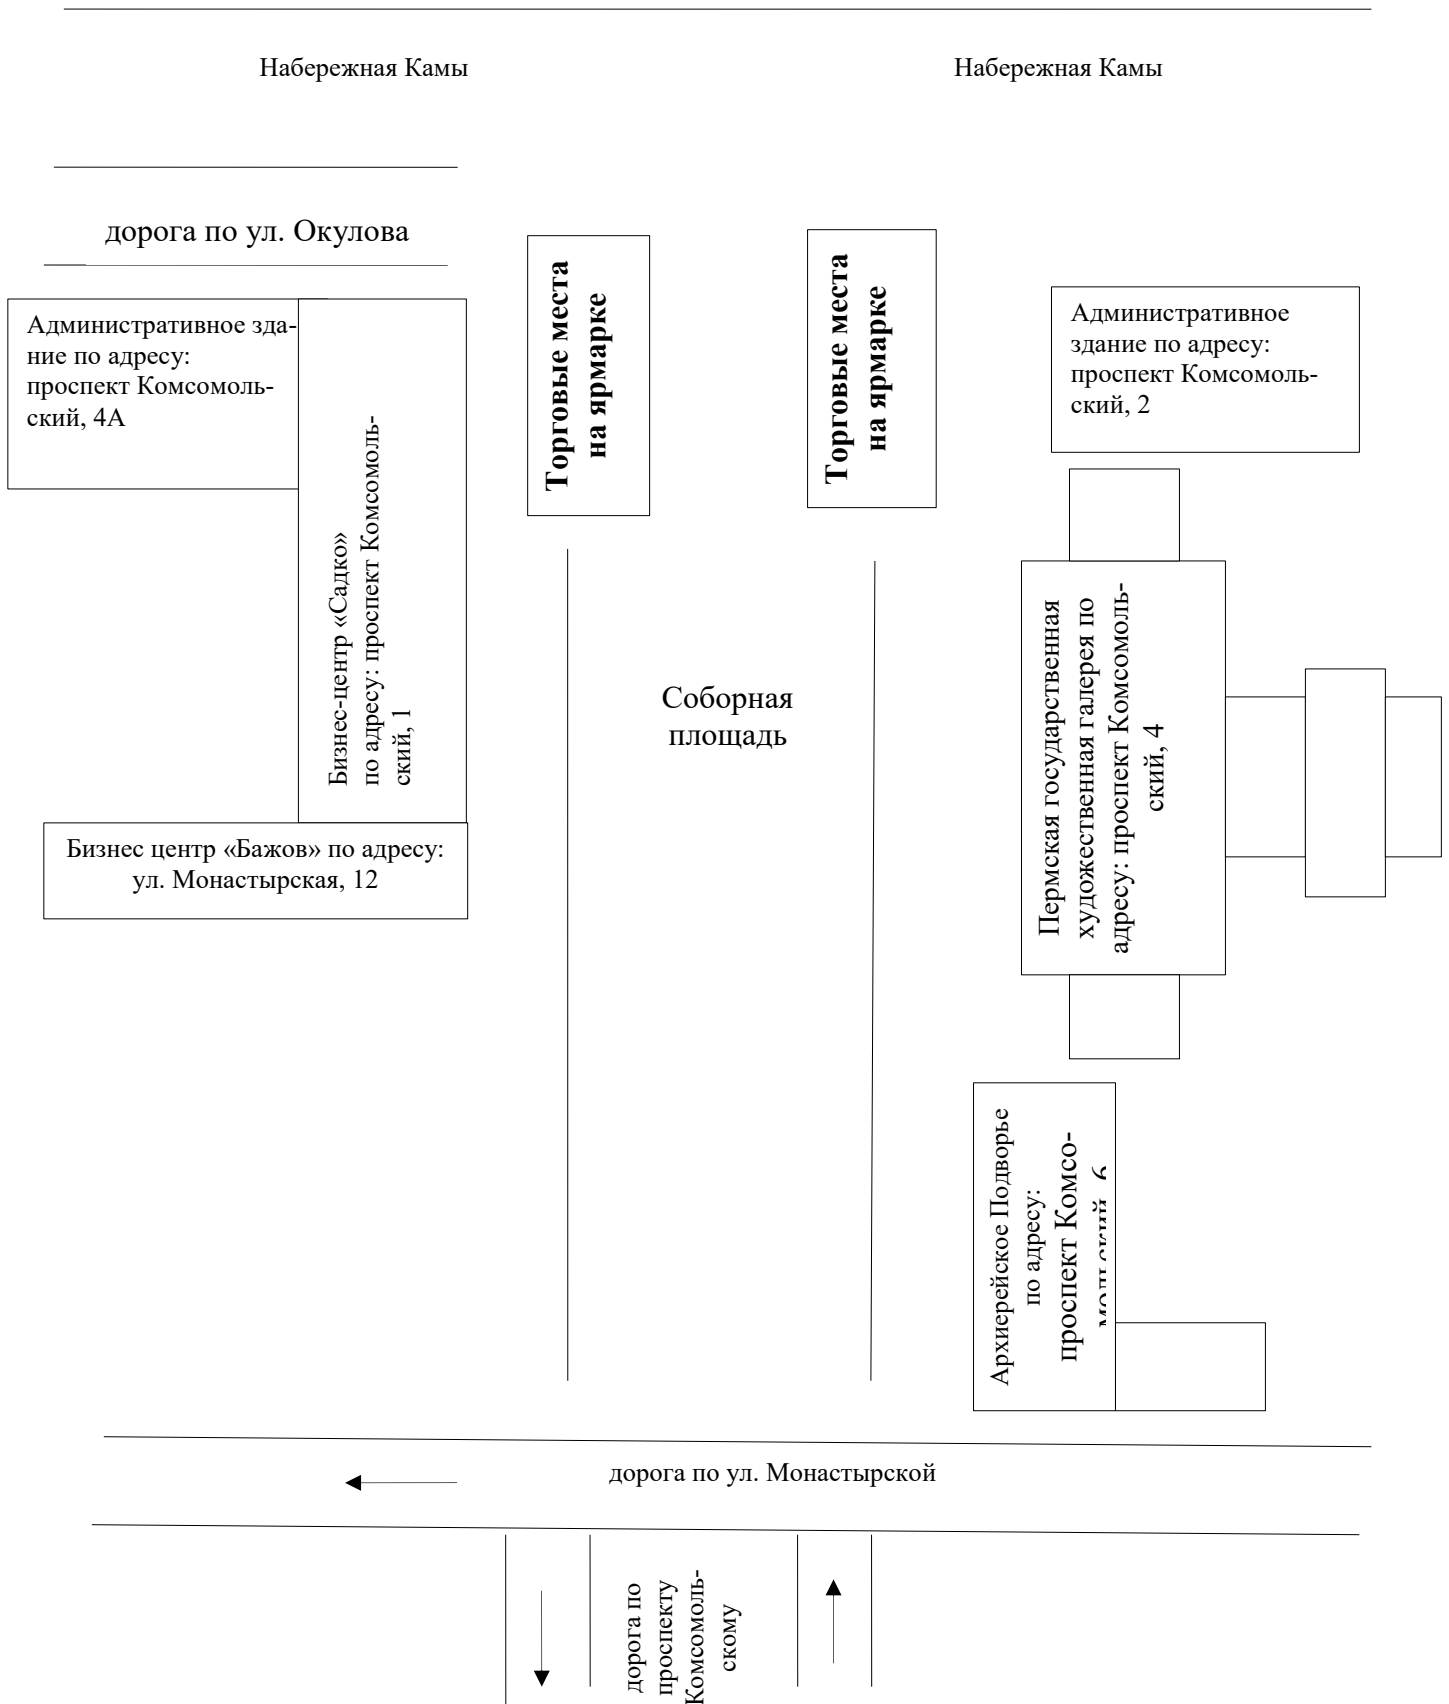 Набережная Камы
Набережная Камы
дорога по ул. Окулова
Административное зда-
ние по адресу:
проспект Комсомоль-
ский, 4А
Бизнес-центр «Садко»
по адресу: проспект Комсомоль-
ский, 1
Бизнес центр «Бажов» по адресу:
ул. Монастырская, 12
Торговые места
на ярмарке
Торговые места
на ярмарке
Соборная
площадь
Административное
здание по адресу:
проспект Комсомоль-
ский, 2
Пермская государственная
художественная галерея по
адресу: проспект Комсомоль-
ский, 4
Архиерейское Подворье
по адресу:
проспект Комсо-
мольский, 6
дорога по ул. Монастырской
дорога по
проспекту
Комсомоль-
скому